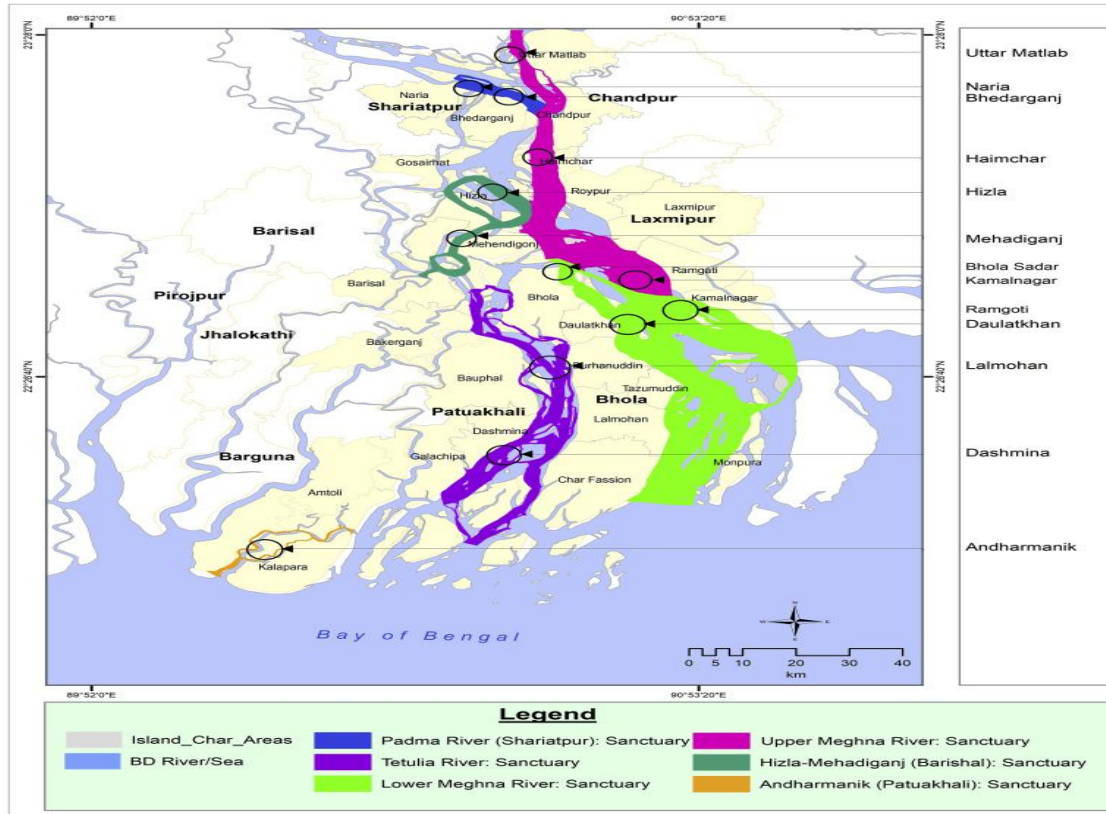 89°52'0"E
90°53'20"E
23°28'0"N
23°28'0"N
Uttar Matlab
Uttar Matlab
Naria
Naria
Bhedarganj
Shariatpur
Chandpur
Bhedarganj
Chandpur
Gosairhat
Haimchar
Haimchar
Hizla
Roypur
Hizla
Laxmipur
Laxmipur
Barisal
Mehendigonj
Mehadiganj
Bhola Sadar
Ramgati
Kamalnagar
Barisal
Pirojpur
Bhola
Kamalnagar
Ramgoti
Daulatkhan
Daulatkhan
Jhalokathi
Bakerganj
Burhanuddin
Lalmohan
22°28'40"N
22°28'40"N
Bauphal
Tazumuddin
Bhola
Patuakhali
Lalmohan
Dashmina
Galachipa
Dashmina
Barguna
Monpura
Char Fassion
Amtoli
Andharmanik
Kalapara
Bay of Bengal
N
W E
S
0 5 10 20 30 40
km
89°52'0"E
90°53'20"E
Legend
Island_Char_Areas
Padma River (Shariatpur): Sanctuary
Upper Meghna River: Sanctuary
BD River/Sea
Tetulia River: Sanctuary
Hizla-Mehadiganj (Barishal): Sanctuary
Lower Meghna River: Sanctuary
Andharmanik (Patuakhali): Sanctuary